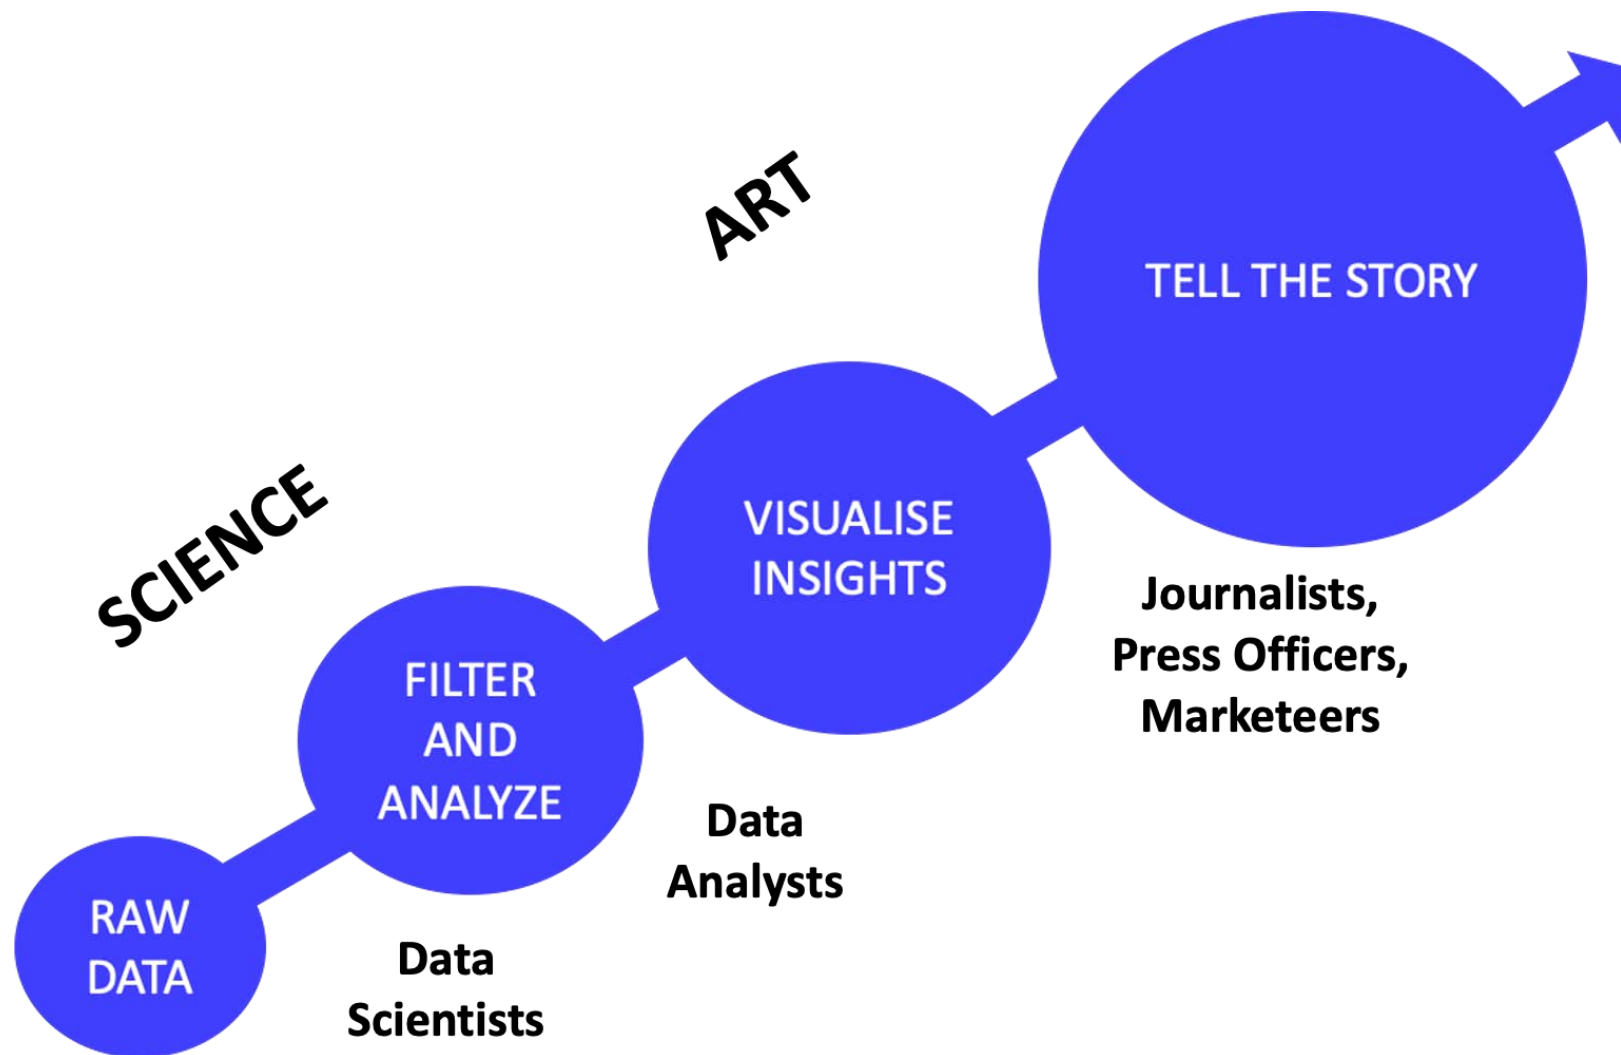 SCIENCE
ART
RAW
DATA
FILTER
AND
ANALYZE
Data
Scientists
VISUALISE
INSIGHTS
Data
Analysts
TELL THE STORY
Journalists,
Press Officers,
Marketeers